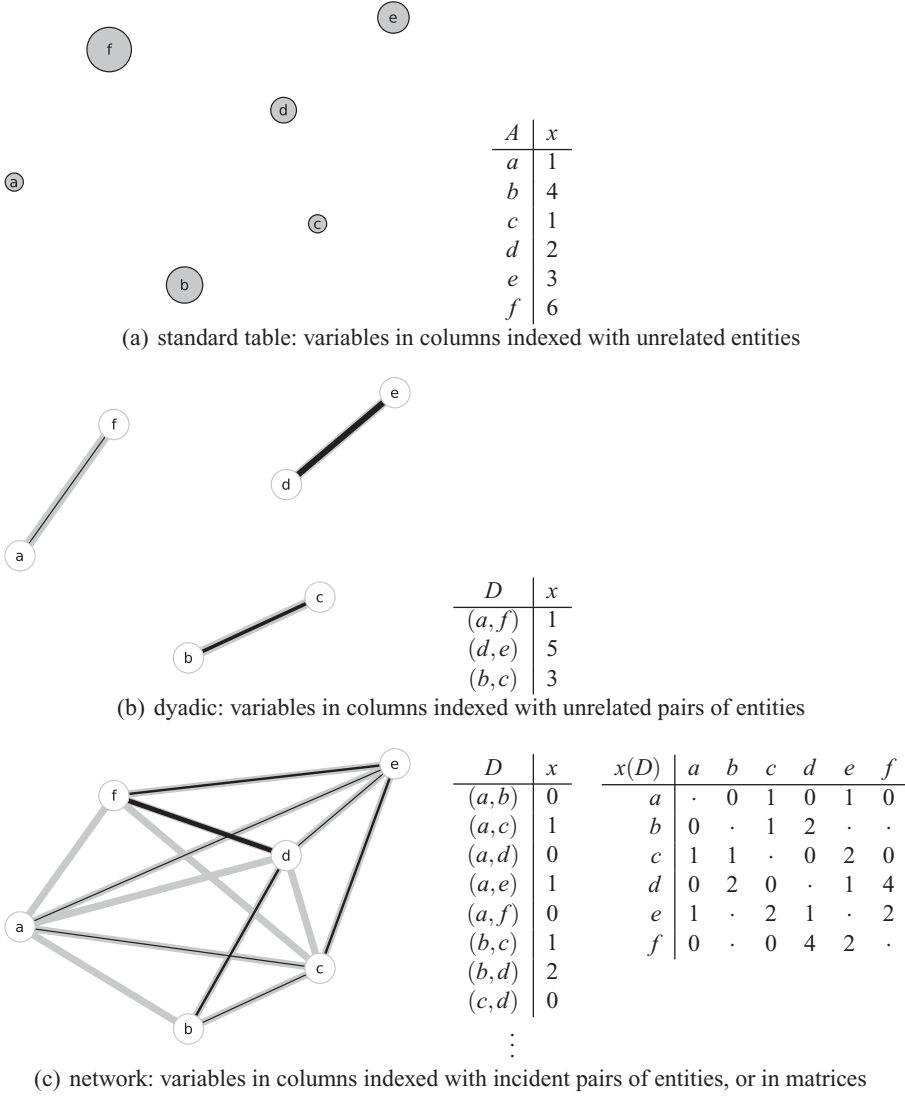 e
f
d
a
c
b
A x
a 1
b 4
c 1
d 2
e 3
f 6
(a) standard table: variables in columns indexed with unrelated entities
e
f
d
a
c
b
D x
(a, f) 1
(d, e) 5
(b, c) 3
(b) dyadic: variables in columns indexed with unrelated pairs of entities
e
f
d
a
c
b
D x
(a, b) 0
(a, c) 1
(a, d) 0
(a, e) 1
(a, f) 0
(b, c) 1
(b, d) 2
(c, d) 0
⋮
x(D) a b c d e f
a · 0 1 0 1 0
b 0 · 1 2 · ·
c 1 1 · 0 2 0
d 0 2 0 · 1 4
e 1 · 2 1 · 2
f 0 · 0 4 2 ·
(c) network: variables in columns indexed with incident pairs of entities, or in matrices